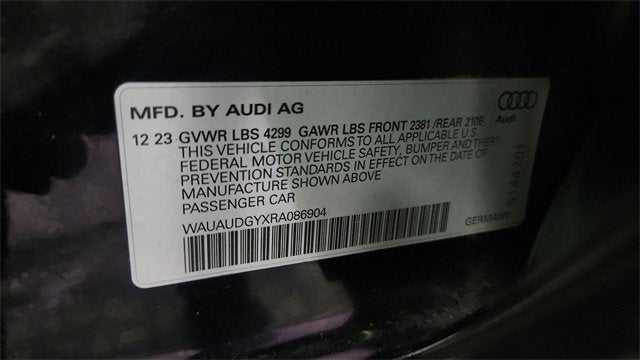 MFD. BY AUDI AG
Audi
12 23 GVWR LBS 4299 GAWR LBS FRONT 2381 /REAR 2106
THIS VEHICLE CONFORMS TO ALL APPLICABLE U.S.
FEDERAL MOTOR VEHICLE SAFETY, BUMPER AND THEFT
PREVENTION STANDARDS IN EFFECT ON THE DATE OF
MANUFACTURE SHOWN ABOVE
PASSENGER CAR
WAUAUDGYXRA086904
GERMANY
5144701